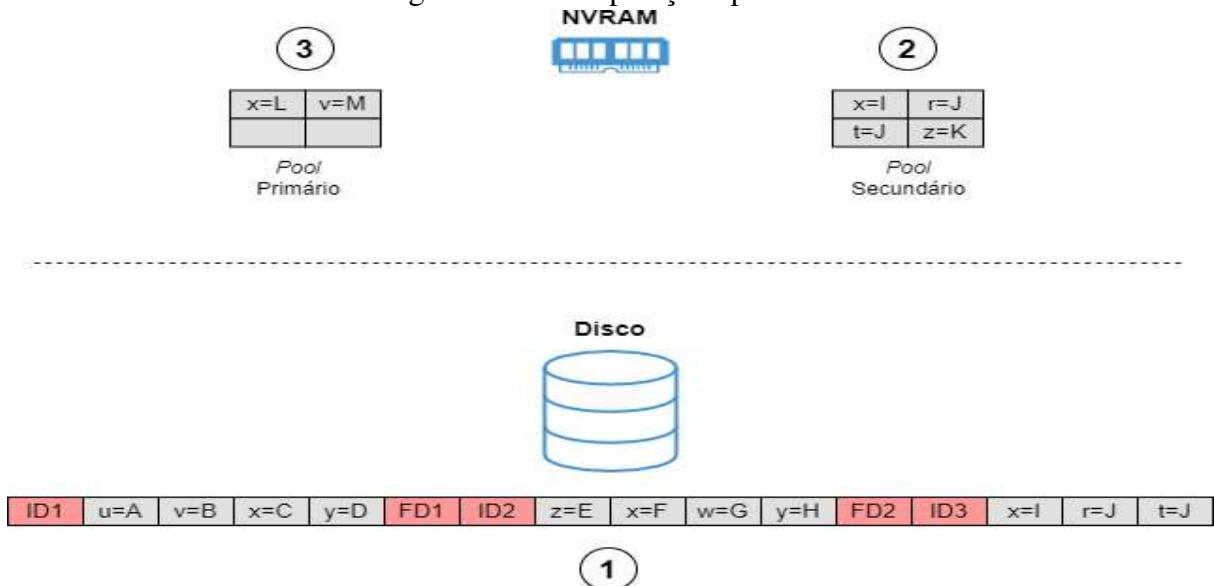 NVRAM
3
2
x=L v=M
x=I r=J
t=J z=K
Pool
Primário
Pool
Secundário
Disco
ID1 u=A v=B x=C y=D FD1 ID2 z=E x=F w=G y=H FD2 ID3 x=I r=J t=J
1